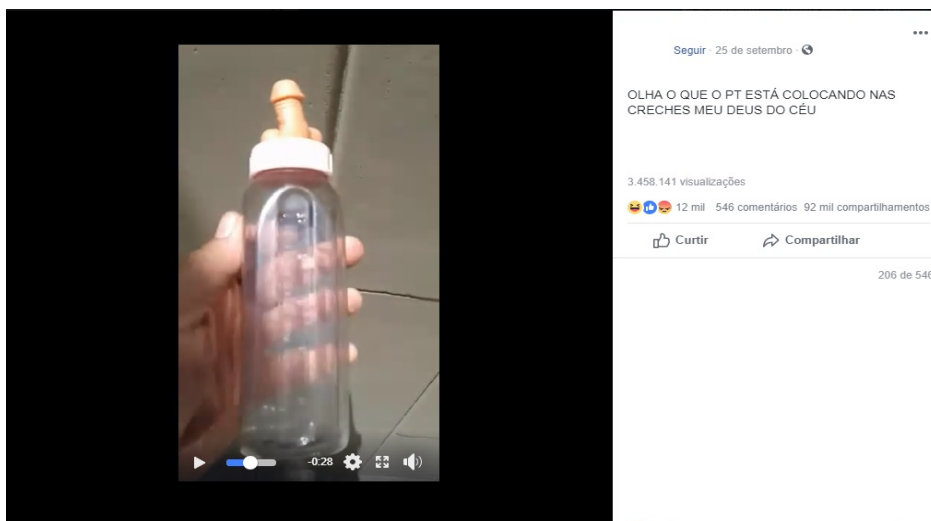 Seguir · 25 de setembro ·
OLHA O QUE O PT ESTÁ COLOCANDO NAS
CRECHES MEU DEUS DO CÉU
3.458.141 visualizações
12 mil 546 comentários 92 mil compartilhamentos
Curtir Compartilhar
206 de 546
-0:28